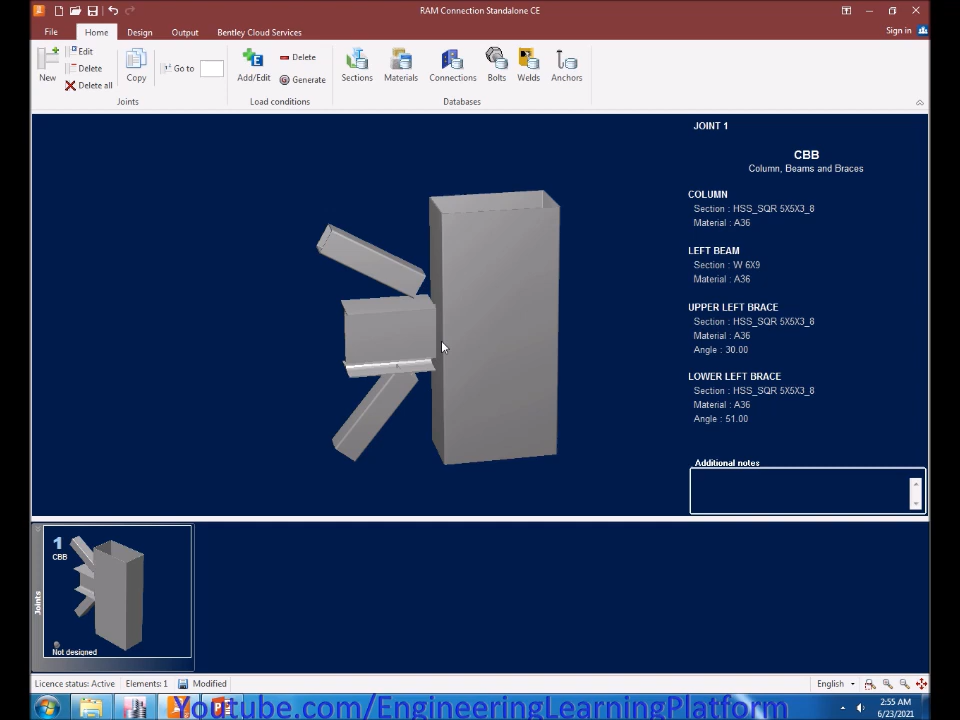 RAM Connection Standalone CE
File
Home
Design
Output
Bentley Cloud Services
Sign in
New
Edit
Delete
Delete all
Copy
Go to
Joints
Add/Edit
Delete
Generate
Load conditions
Sections
Materials
Connections
Bolts
Welds
Anchors
Databases
JOINT 1
CBB
Column, Beams and Braces
COLUMN
Section : HSS_SQR 5X5X3_8
Material : A36
LEFT BEAM
Section : W 6X9
Material : A36
UPPER LEFT BRACE
Section : HSS_SQR 5X5X3_8
Material : A36
Angle : 30.00
LOWER LEFT BRACE
Section : HSS_SQR 5X5X3_8
Material : A36
Angle : 51.00
Additional notes
Joints
1
CBB
Not designed
Licence status: Active
Elements: 1
Modified
English
Youtube.com/EngineeringLearningPlatform
2:55 AM
6/23/2021